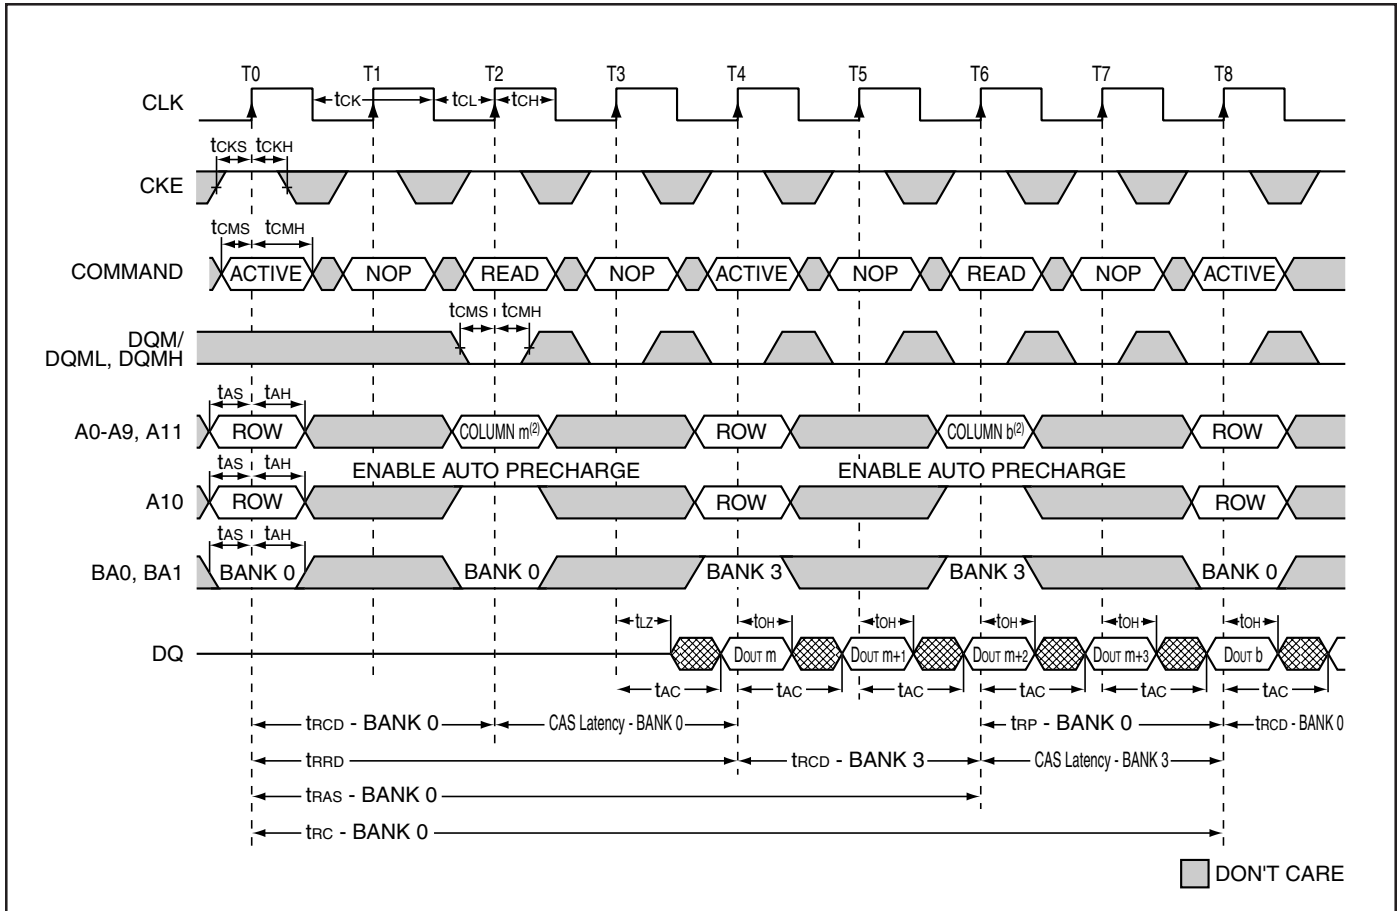 T0 T1 T2 T3 T4 T5 T6 T7 T8
CLK tCK tCL tCH
tCKS tCKH
CKE
tCMS tCMH
COMMAND ACTIVE NOP READ NOP ACTIVE NOP READ NOP ACTIVE
tCMS tCMH
DQM/
DQML, DQMH
tAS tAH
A0-A9, A11 ROW COLUMN m(2) ROW COLUMN b(2) ROW
tAS tAH ENABLE AUTO PRECHARGE ENABLE AUTO PRECHARGE
A10 ROW ROW ROW
tAS tAH
BA0, BA1 BANK 0 BANK 0 BANK 3 BANK 3 BANK 0
tLZ tOH tOH tOH tOH tOH
DQ DOUT m DOUT m+1 DOUT m+2 DOUT m+3 DOUT b
tAC tAC tAC tAC tAC tAC
tRCD - BANK 0 CAS Latency - BANK 0 tRP - BANK 0 tRCD - BANK 0
tRRD tRCD - BANK 3 CAS Latency - BANK 3
tRAS - BANK 0
tRC - BANK 0
DON'T CARE